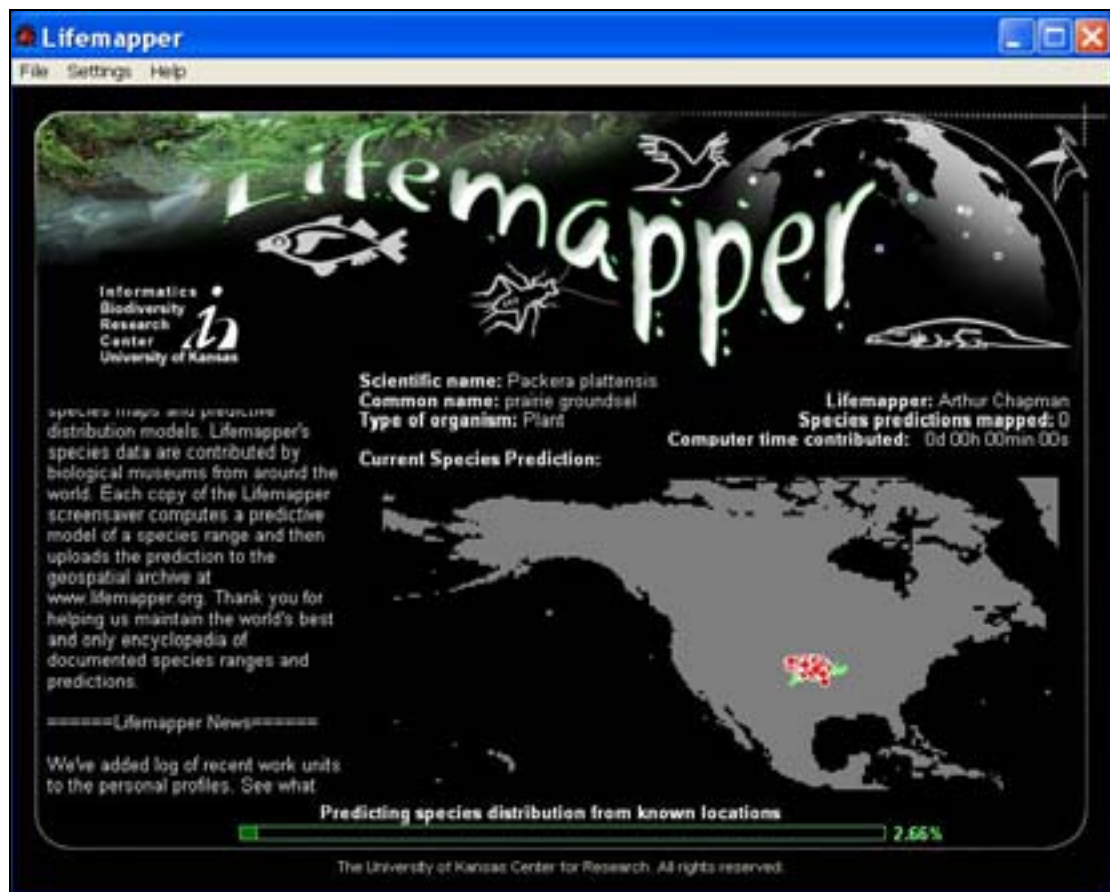 Lifemapper
File Settings Help
Lifemapper
Informatics
Biodiversity
Research
Center
University of Kansas
Scientific name: Packera plattensis
Common name: prairie groundsel
Type of organism: Plant
Lifemapper: Arthur Chapman
Species predictions mapped: 0
Computer time contributed: 0d 00h 00min 00s
Current Species Prediction:
species maps and predictive
distribution models. Lifemapper's
species data are contributed by
biological museums from around the
world. Each copy of the Lifemapper
screensaver computes a predictive
model of a species range and then
uploads the prediction to the
geospatial archive at
www.lifemapper.org. Thank you for
helping us maintain the world's best
and only encyclopedia of
documented species ranges and
predictions.
======Lifemapper News======
We've added log of recent work units
to the personal profiles. See what
Predicting species distribution from known locations
2.66%
The University of Kansas Center for Research. All rights reserved.